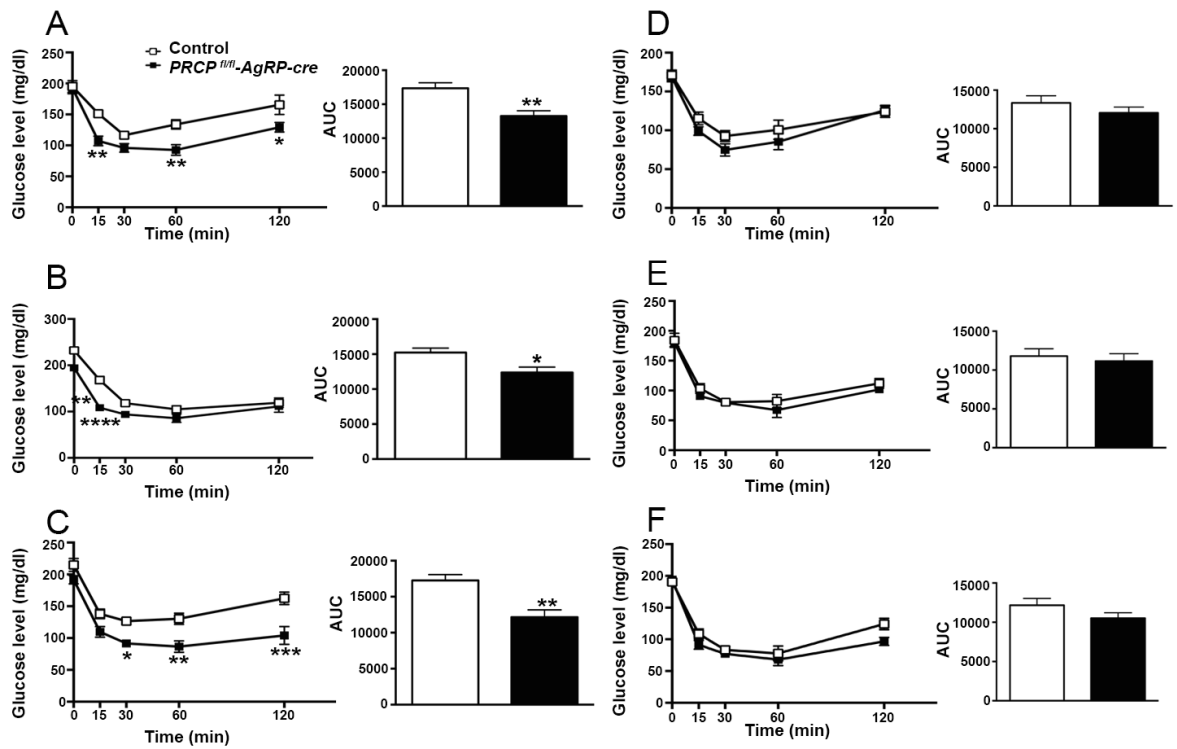 A
Control
PRCP fl/fl-AgRP-cre
Glucose level (mg/dl)
250
200
150
100
50
0
** ** *
0 15 30 60 120
Time (min)
AUC
20000
15000
10000
5000
0
**
D
Glucose level (mg/dl)
250
200
150
100
50
0
0 15 30 60 120
Time (min)
AUC
15000
10000
5000
0
B
Glucose level (mg/dl)
300
200
100
0
**
****
0 15 30 60 120
Time (min)
AUC
20000
15000
10000
5000
0
*
E
Glucose level (mg/dl)
250
200
150
100
50
0
0 15 30 60 120
Time (min)
AUC
15000
10000
5000
0
C
Glucose level (mg/dl)
250
200
150
100
50
0
* ** ***
0 15 30 60 120
Time (min)
AUC
20000
15000
10000
5000
0
**
F
Glucose level (mg/dl)
250
200
150
100
50
0
0 15 30 60 120
Time (min)
AUC
15000
10000
5000
0